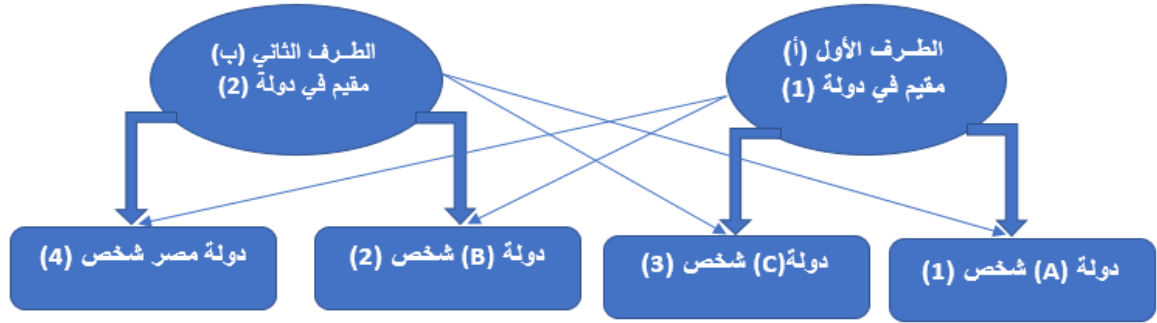 الطـرف الأول (أ)
مقيم في دولة (1)
الطـرف الثاني (ب)
مقيم في دولة (2)
دولة (A) شخص (1)
دولة(C) شخص (3)
دولة (B) شخص (2)
دولة مصر شخص (4)